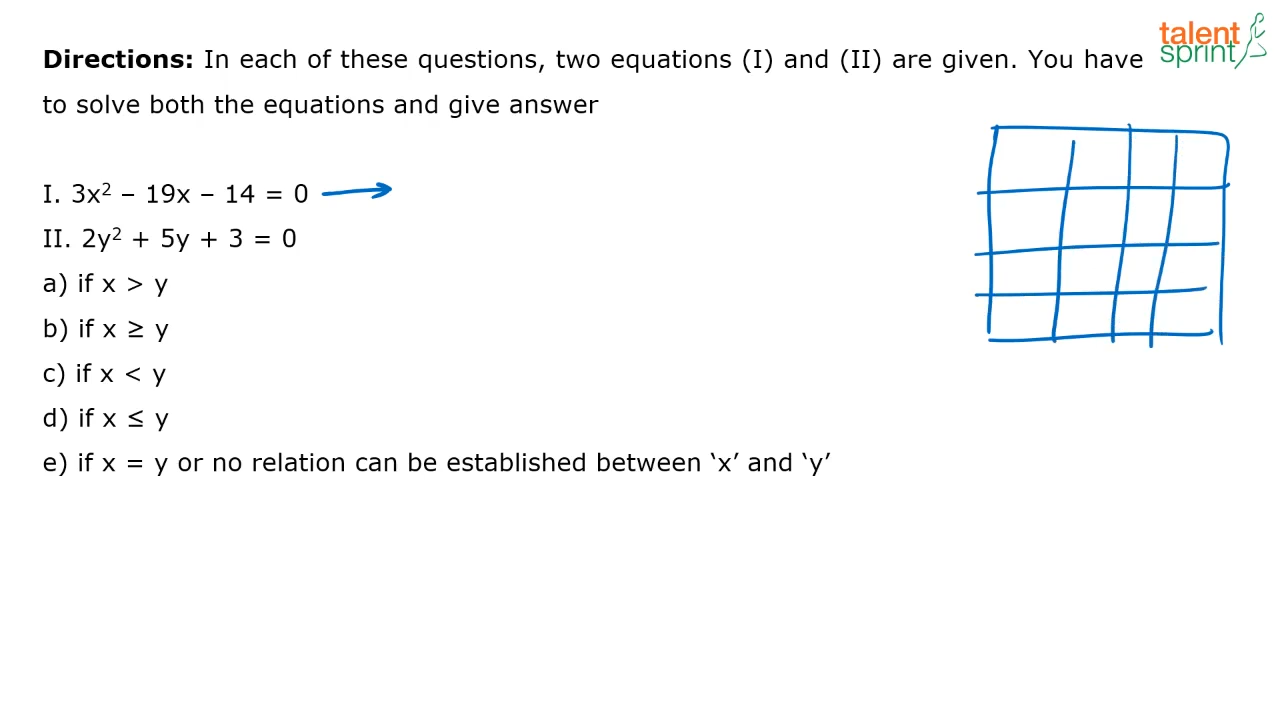 talent
sprint
Directions: In each of these questions, two equations (I) and (II) are given. You have
to solve both the equations and give answer
I. 3x² – 19x – 14 = 0
II. 2y² + 5y + 3 = 0
a) if x > y
b) if x ≥ y
c) if x < y
d) if x ≤ y
e) if x = y or no relation can be established between ‘x’ and ‘y’